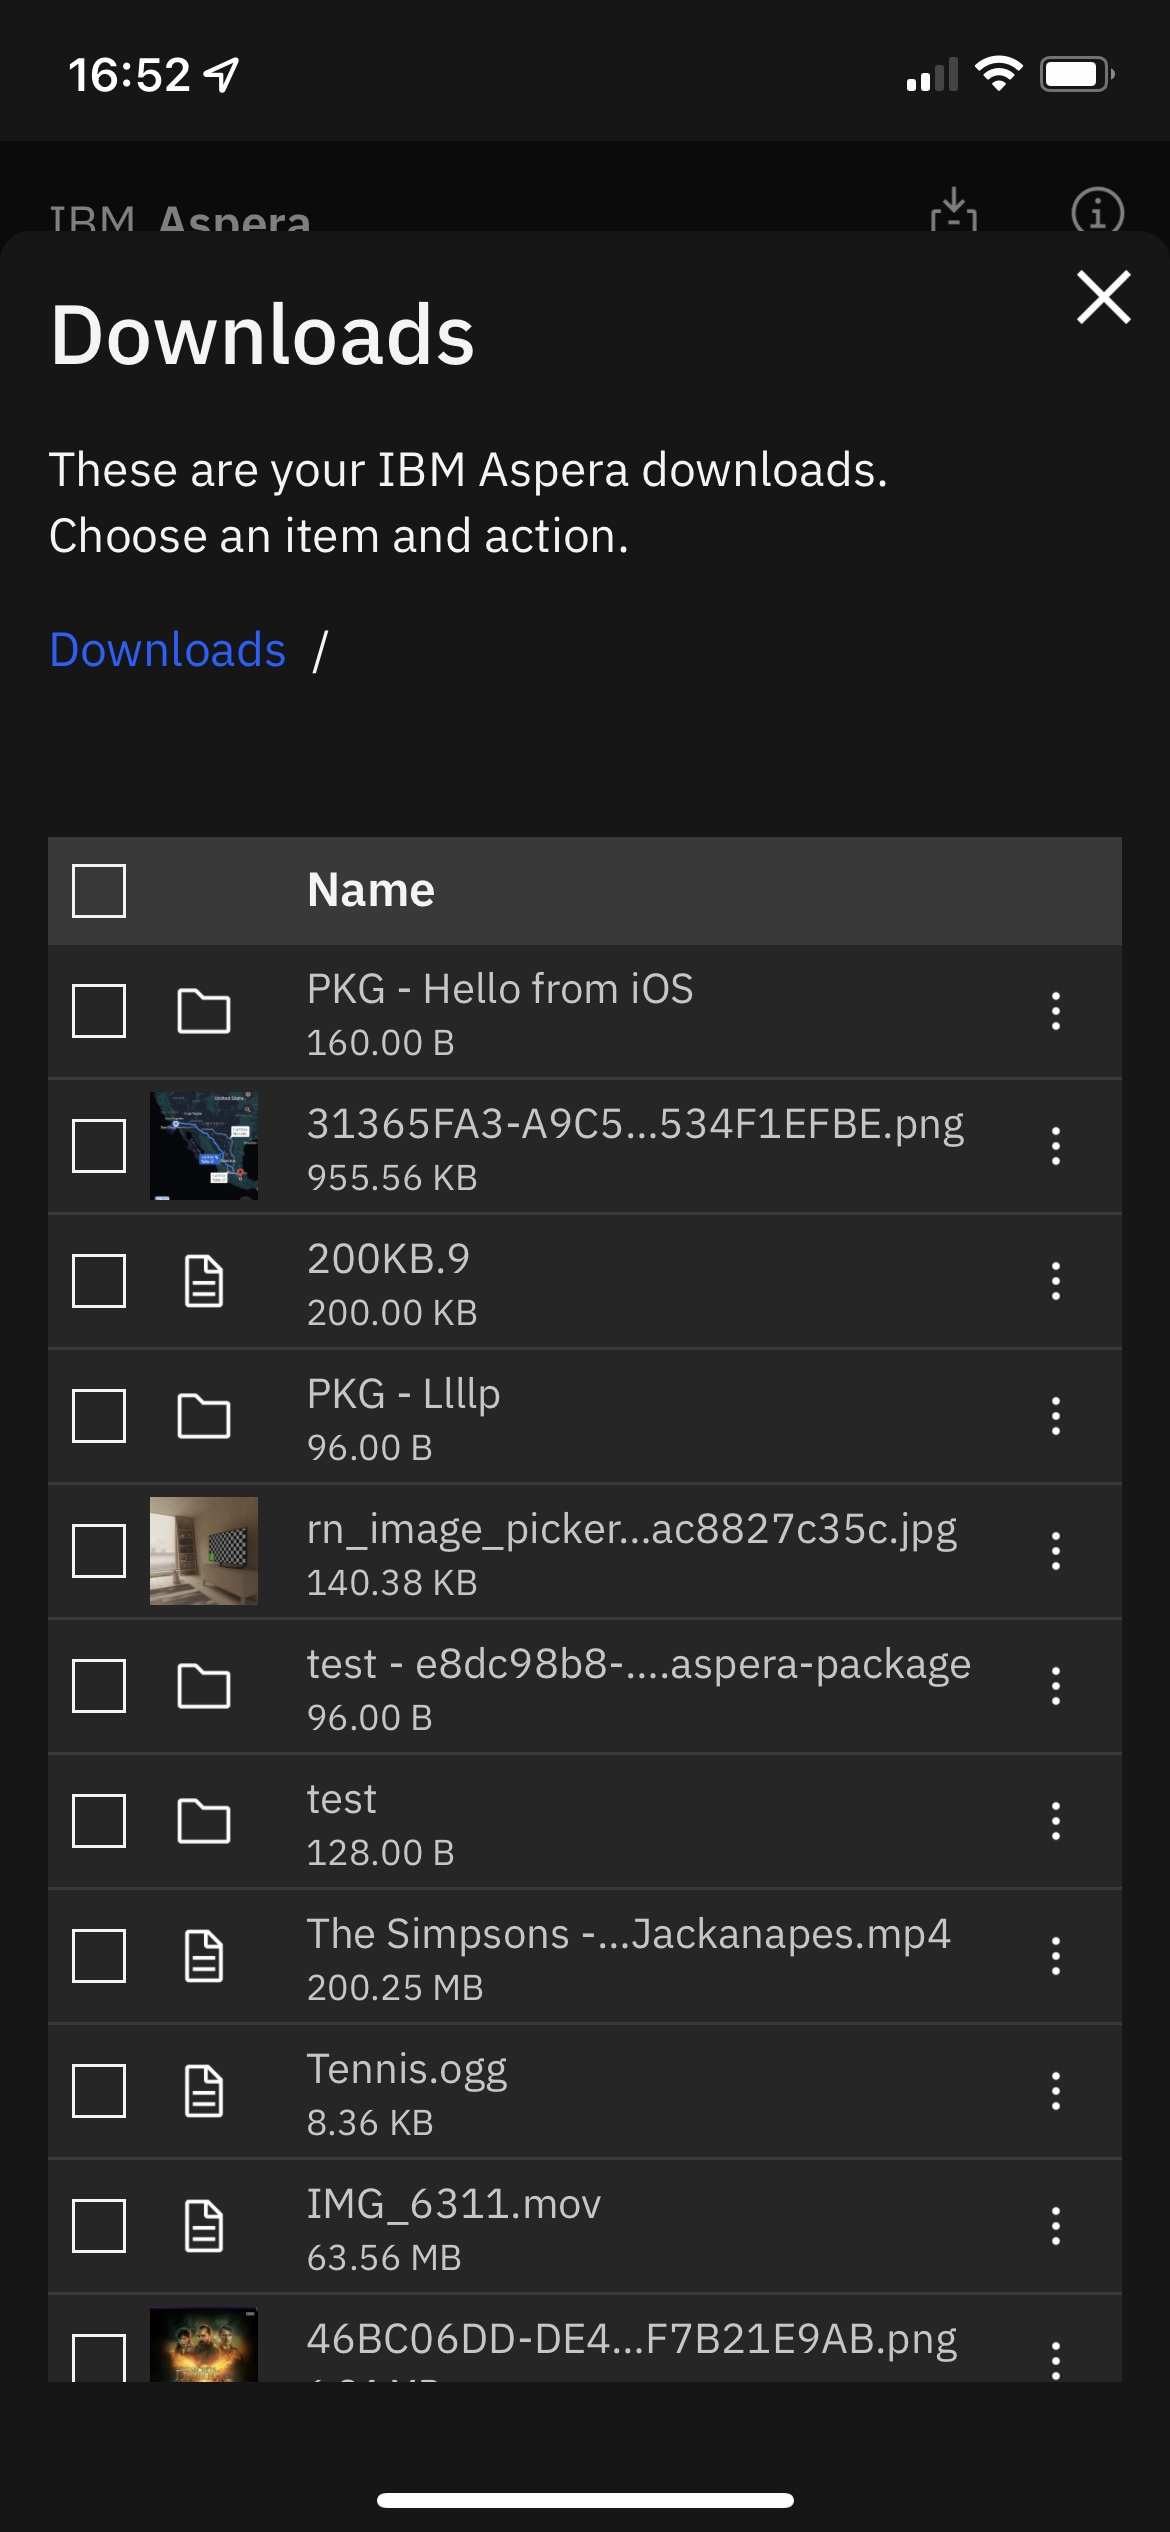 16:52
IBM Aspera
Downloads
These are your IBM Aspera downloads.
Choose an item and action.
Downloads /
Name
PKG - Hello from iOS
160.00 B
31365FA3-A9C5...534F1EFBE.png
955.56 KB
200KB.9
200.00 KB
PKG - Llllp
96.00 B
rn_image_picker...ac8827c35c.jpg
140.38 KB
test - e8dc98b8-....aspera-package
96.00 B
test
128.00 B
The Simpsons -...Jackanapes.mp4
200.25 MB
Tennis.ogg
8.36 KB
IMG_6311.mov
63.56 MB
46BC06DD-DE4...F7B21E9AB.png